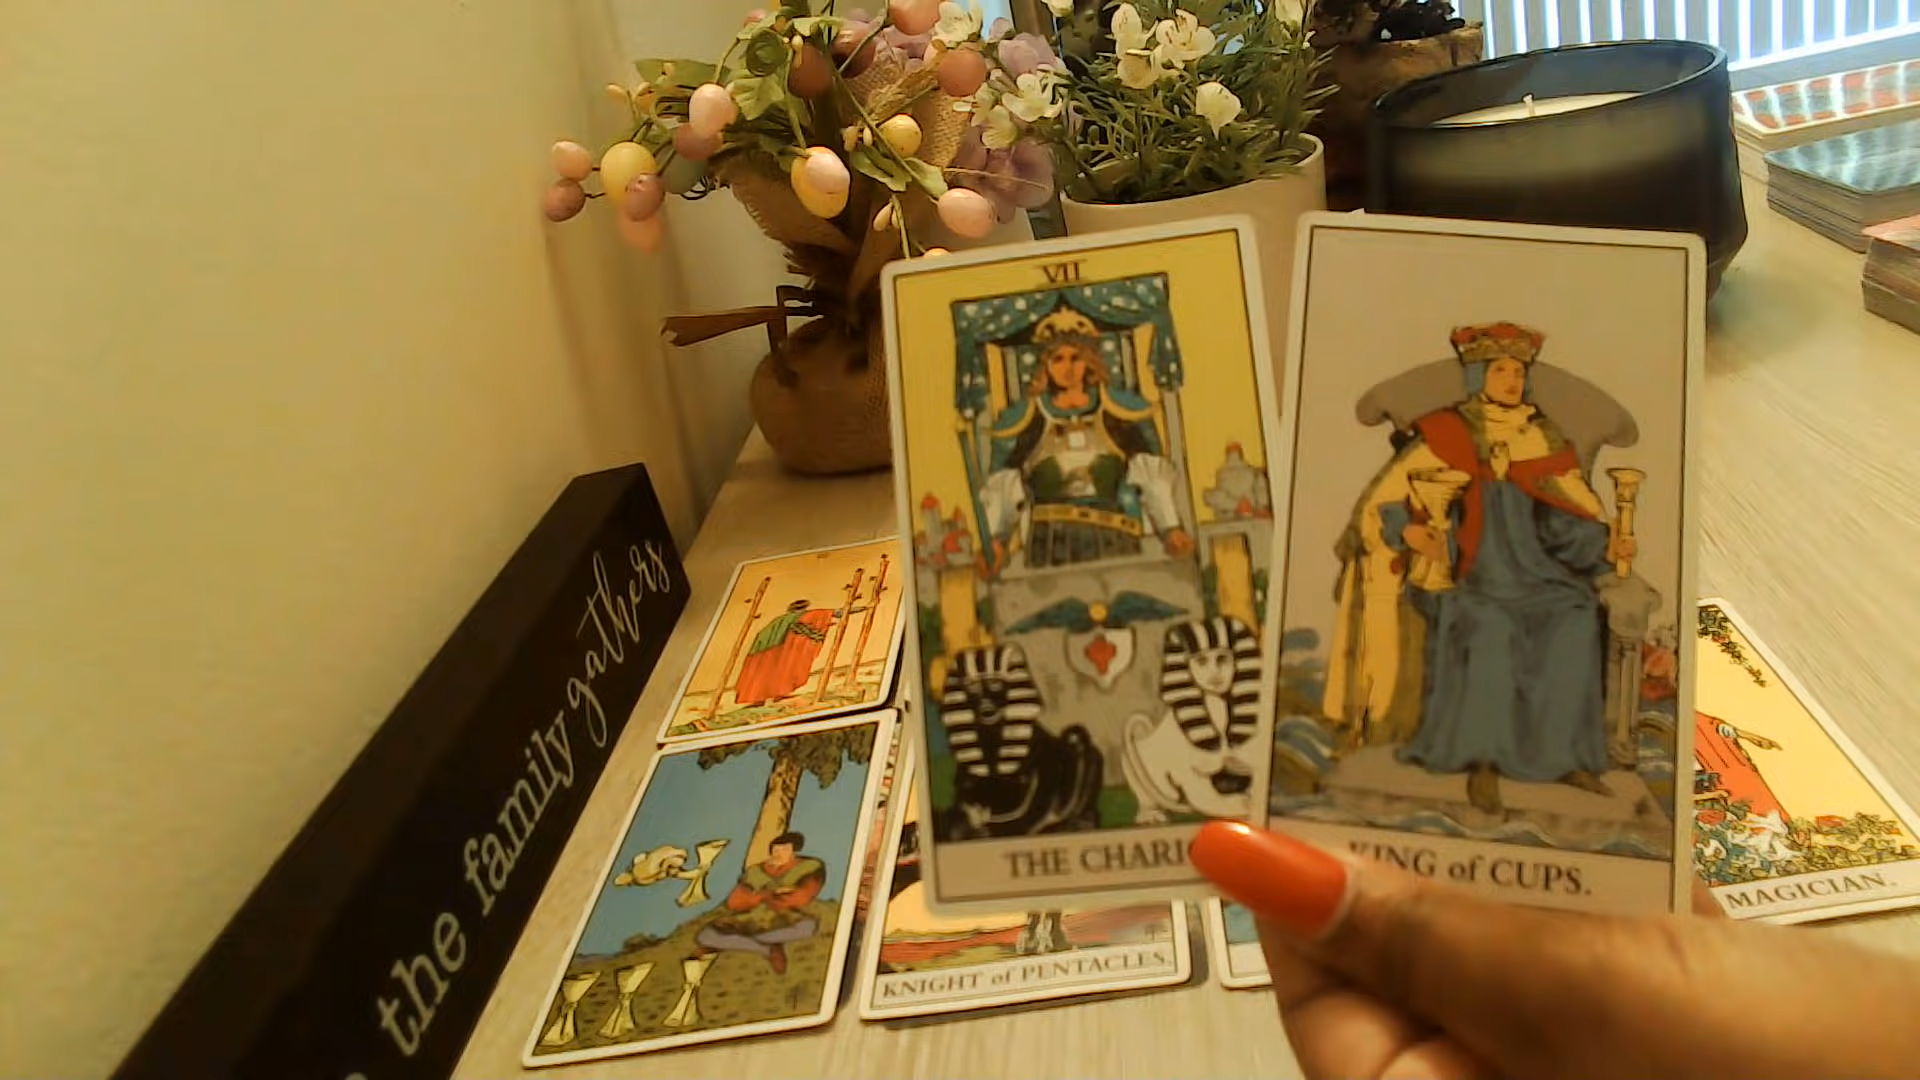 VII
THE CHARI
KING of CUPS.
MAGICIAN.
KNIGHT of PENTACLES.
the family gathers